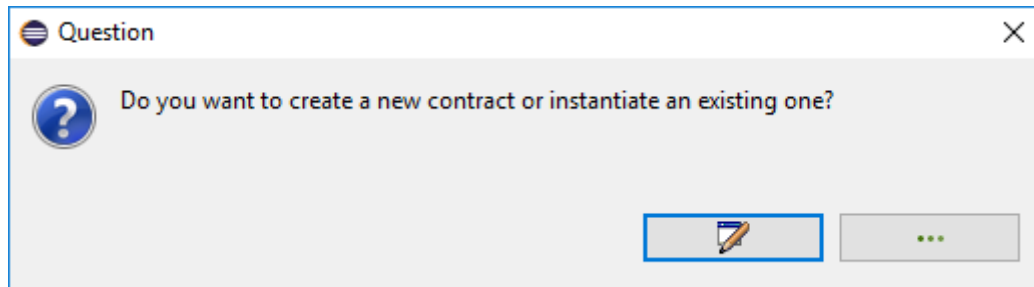 Question
Do you want to create a new contract or instantiate an existing one?
...